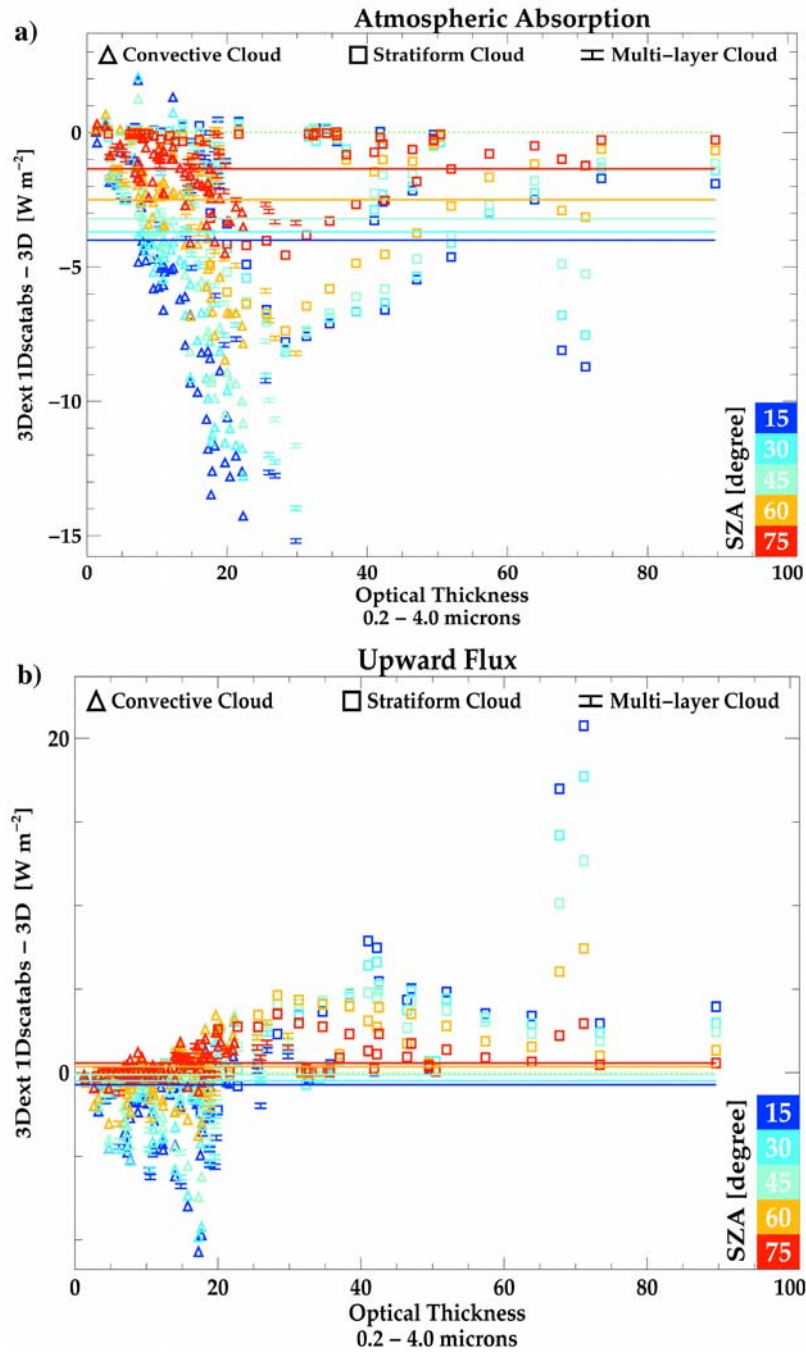 a)
Atmospheric Absorption
Convective Cloud Stratiform Cloud Multi-layer Cloud
3Dext 1Dscatabs – 3D [W m⁻²]
0
−5
−10
−15
SZA [degree]
15
30
45
60
75
0 20 40 60 80 100
Optical Thickness
0.2 – 4.0 microns
b)
Upward Flux
Convective Cloud Stratiform Cloud Multi-layer Cloud
3Dext 1Dscatabs – 3D [W m⁻²]
20
0
SZA [degree]
15
30
45
60
75
0 20 40 60 80 100
Optical Thickness
0.2 – 4.0 microns